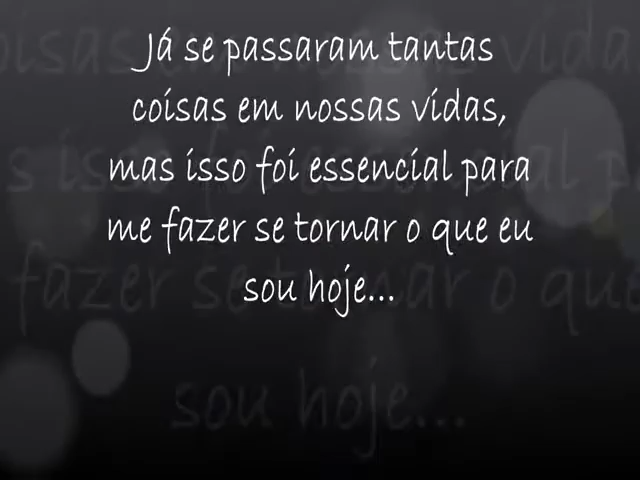 Já se passaram tantas
coisas em nossas vidas,
mas isso foi essencial para
me fazer se tornar o que eu
sou hoje...